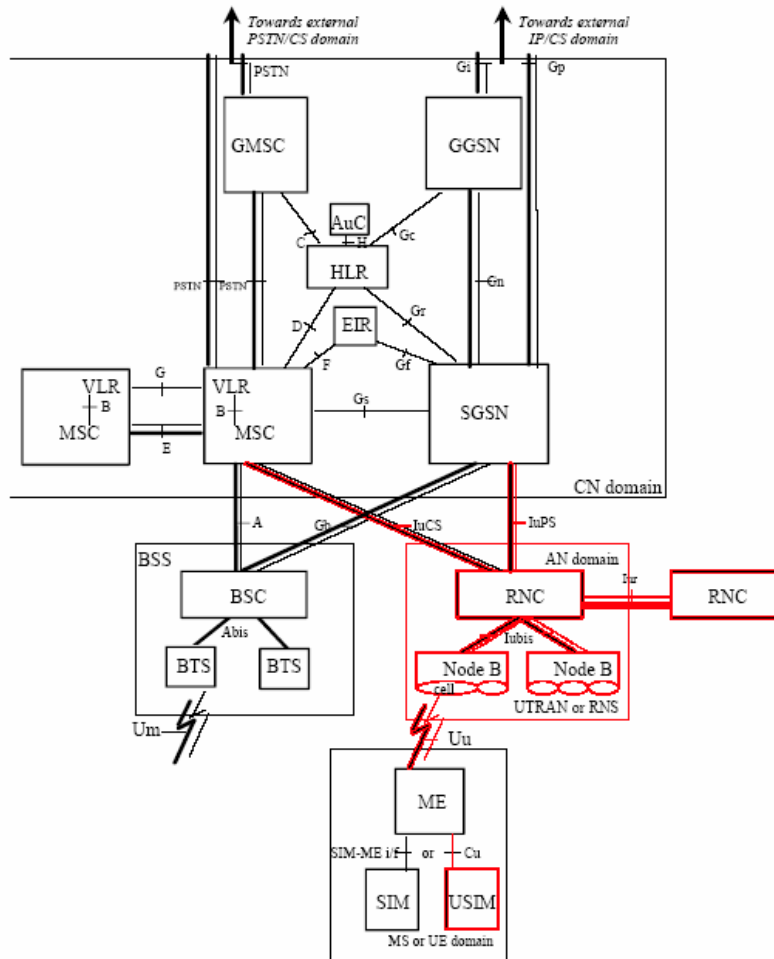 Towards external
PSTN/CS domain
Towards external
IP/CS domain
PSTN
Gi
Gp
GMSC
GGSN
AuC
C
H
Gc
HLR
PSTN
PSTN
Gn
D
EIR
Gr
F
Gf
G
VLR
B
MSC
E
VLR
B
MSC
Gs
SGSN
CN domain
A
Gb
IuCS
IuPS
BSS
AN domain
BSC
RNC
Iur
RNC
Abis
Iubis
BTS
BTS
Node B
Node B
cell
UTRAN or RNS
Um
Uu
ME
SIM-ME i/f
or
Cu
SIM
USIM
MS or UE domain